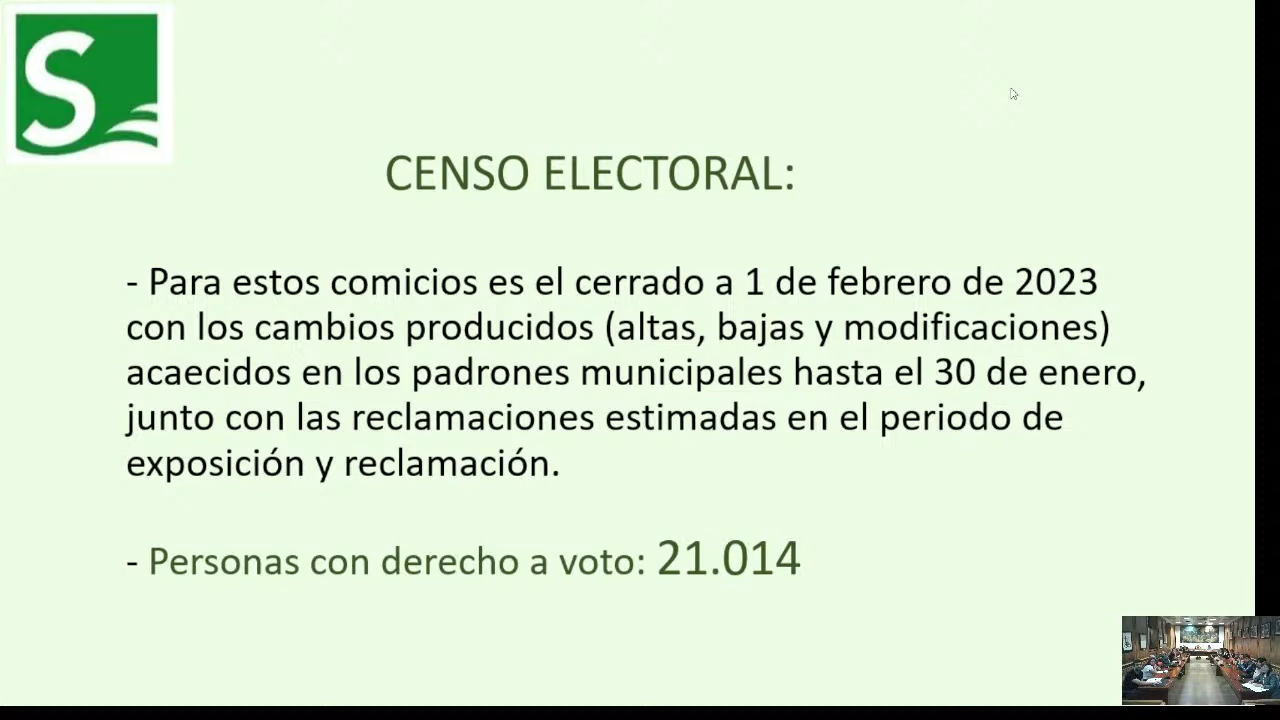 S
CENSO ELECTORAL:
- Para estos comicios es el cerrado a 1 de febrero de 2023
con los cambios producidos (altas, bajas y modificaciones)
acaecidos en los padrones municipales hasta el 30 de enero,
junto con las reclamaciones estimadas en el periodo de
exposición y reclamación.
- Personas con derecho a voto: 21.014